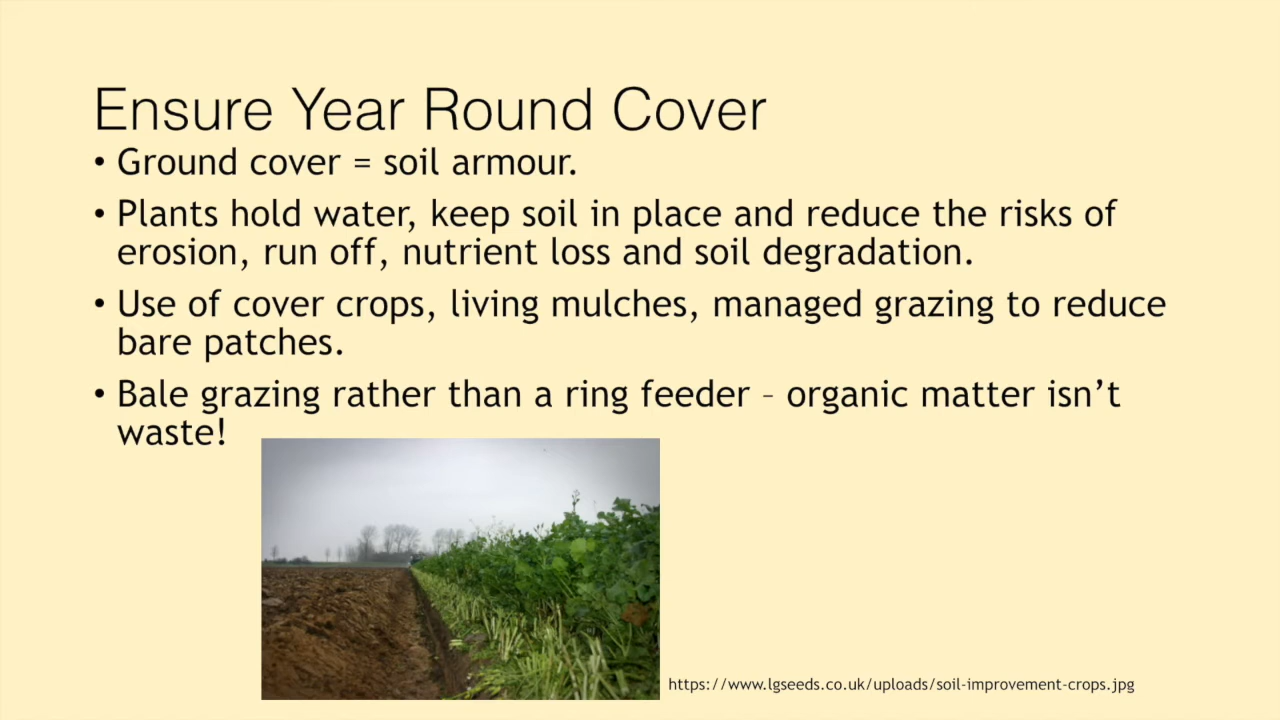 Ensure Year Round Cover
• Ground cover = soil armour.
• Plants hold water, keep soil in place and reduce the risks of
erosion, run off, nutrient loss and soil degradation.
• Use of cover crops, living mulches, managed grazing to reduce
bare patches.
• Bale grazing rather than a ring feeder – organic matter isn’t
waste!
https://www.lgseeds.co.uk/uploads/soil-improvement-crops.jpg